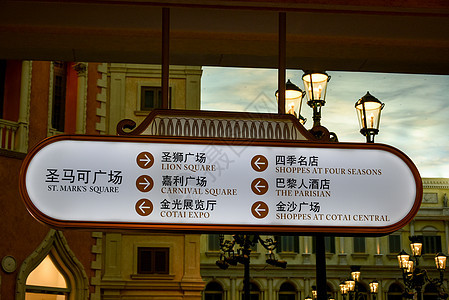 圣马可广场
ST. MARK'S SQUARE
圣狮广场
LION SQUARE
嘉利广场
CARNIVAL SQUARE
金光展览厅
COTAI EXPO
四季名店
SHOPPES AT FOUR SEASONS
巴黎人酒店
THE PARISIAN
金沙广场
SHOPPES AT COTAI CENTRAL